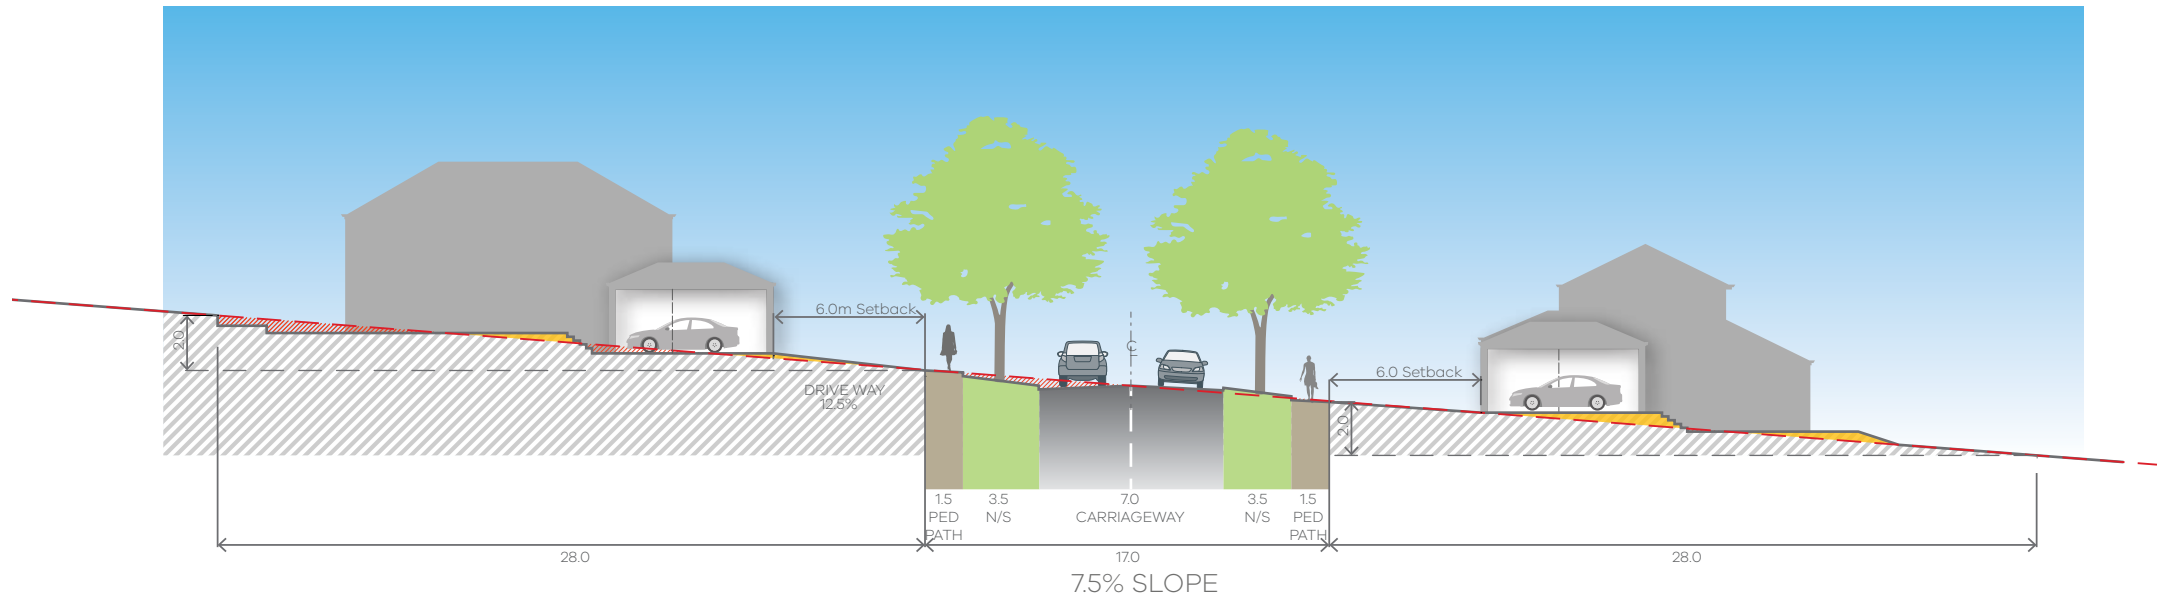 6.0m Setback
2.0
DRIVE WAY
12.5%
CL
6.0 Setback
2.0
1.5
PED
PATH
3.5
N/S
7.0
CARRIAGEWAY
3.5
N/S
1.5
PED
PATH
28.0
17.0
28.0
7.5% SLOPE